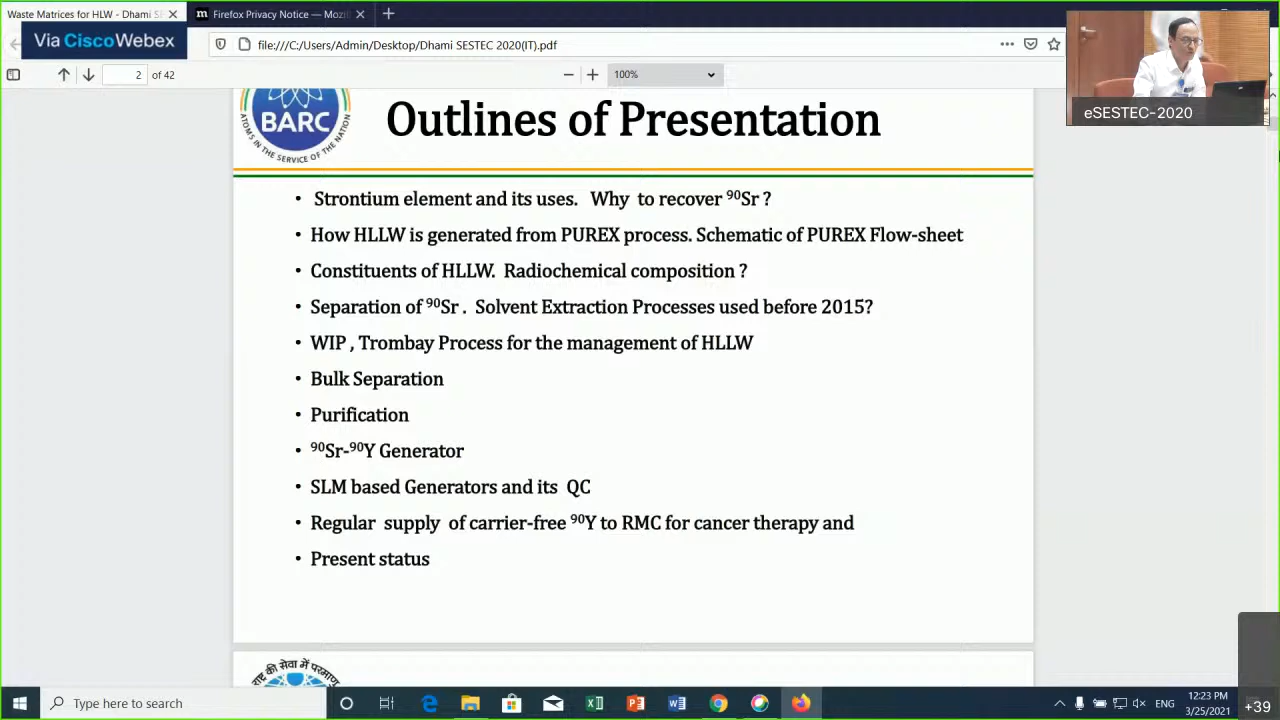 Waste Matrices for HLW - Dhami SE
Firefox Privacy Notice — Mozil
Via CiscoWebex
file:///C:/Users/Admin/Desktop/Dhami SESTEC 2020(IT).pdf
2 of 42
100%
eSESTEC-2020
BARC
ATOMS IN THE SERVICE OF THE NATION
Outlines of Presentation
• Strontium element and its uses. Why to recover ⁹⁰Sr ?
• How HLLW is generated from PUREX process. Schematic of PUREX Flow-sheet
• Constituents of HLLW. Radiochemical composition ?
• Separation of ⁹⁰Sr . Solvent Extraction Processes used before 2015?
• WIP , Trombay Process for the management of HLLW
• Bulk Separation
• Purification
• ⁹⁰Sr-⁹⁰Y Generator
• SLM based Generators and its QC
• Regular supply of carrier-free ⁹⁰Y to RMC for cancer therapy and
• Present status
राष्ट्र की सेवा में परमाणु
Type here to search
ENG
12:23 PM
3/25/2021
+39